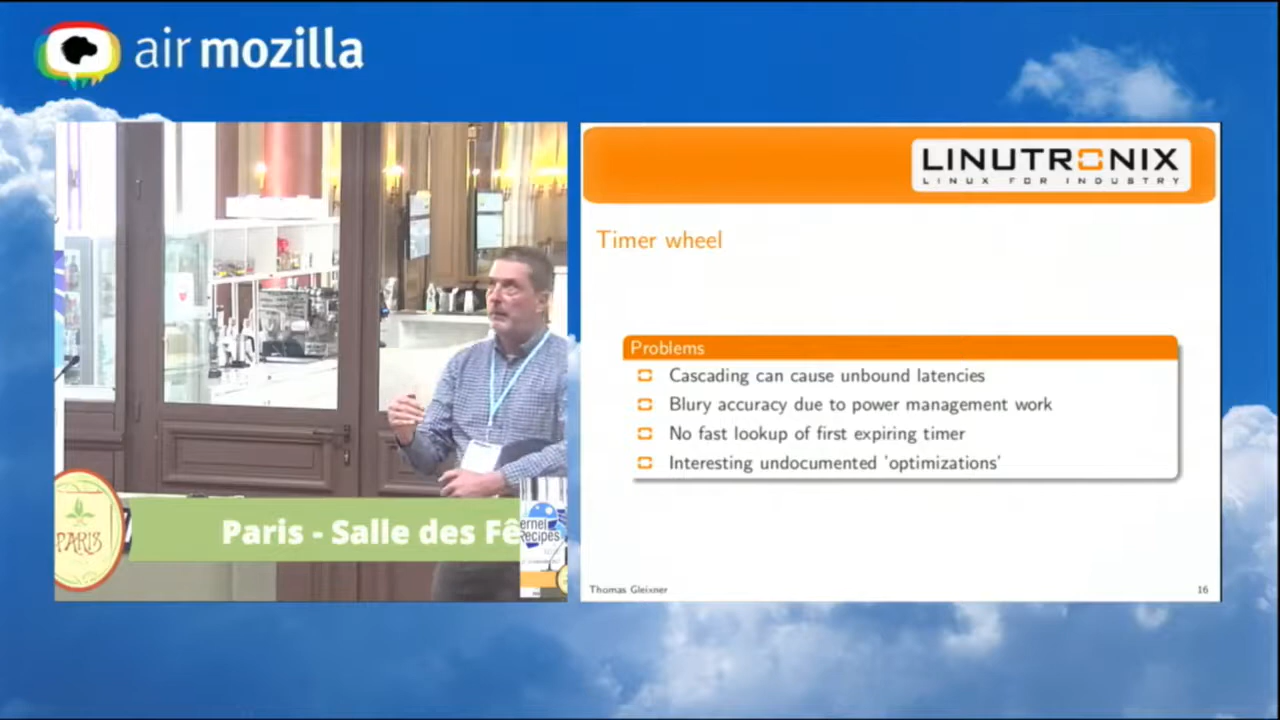 air mozilla
LINUTRONIX
LINUX FOR INDUSTRY
Timer wheel
Problems
Cascading can cause unbound latencies
Blury accuracy due to power management work
No fast lookup of first expiring timer
Interesting undocumented 'optimizations'
PARIS
Paris - Salle des Fê
ernel
Recipes
Thomas Gleixner
16